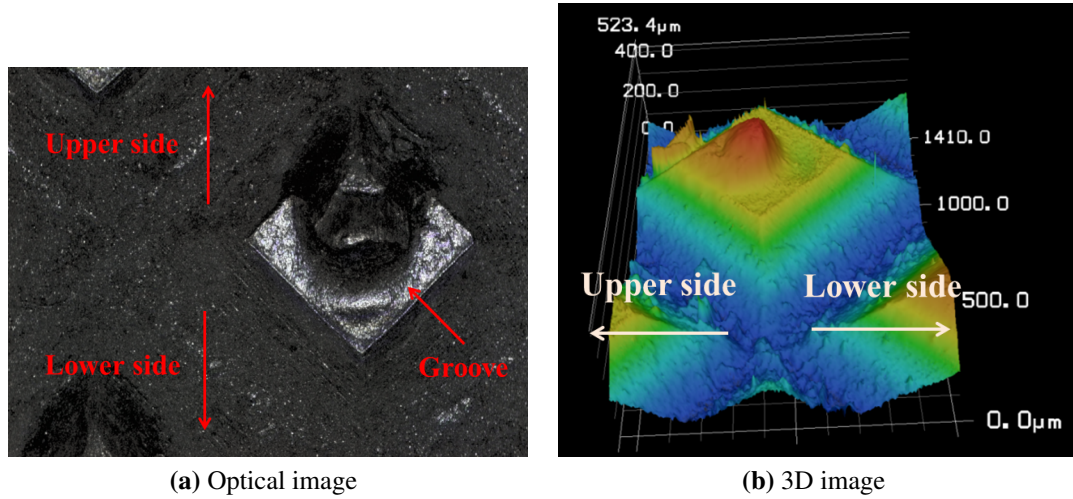 Upper side
Lower side
Groove
523.4μm
400.0
200.0
0.0
1410.0
1000.0
500.0
0.0μm
Upper side
Lower side
(a) Optical image
(b) 3D image